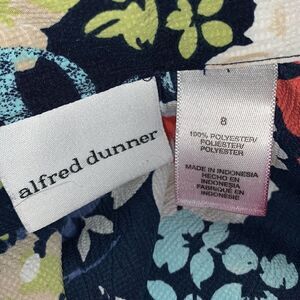 alfred dunner
8
100% POLYESTER/
POLIÉSTER/
POLYESTER
MADE IN INDONESIA
HECHO EN
INDONESIA
FABRIQUÉ EN
INDONÉSIE